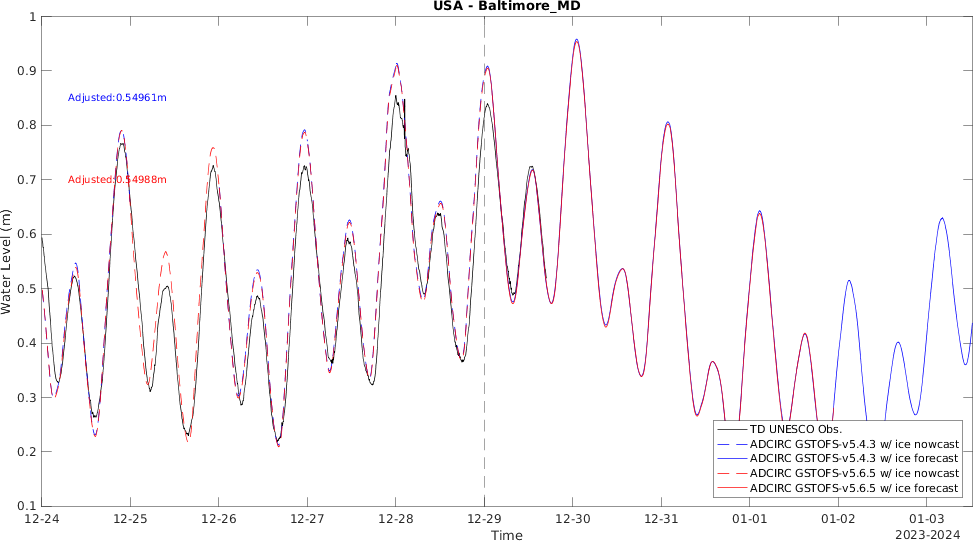 USA - Baltimore_MD
1
0.9
0.8
0.7
0.6
0.5
0.4
0.3
0.2
0.1
Water Level (m)
Adjusted:0.54961m
Adjusted:0.54988m
TD UNESCO Obs.
ADCIRC GSTOFS-v5.4.3 w/ ice nowcast
ADCIRC GSTOFS-v5.4.3 w/ ice forecast
ADCIRC GSTOFS-v5.6.5 w/ ice nowcast
ADCIRC GSTOFS-v5.6.5 w/ ice forecast
12-24 12-25 12-26 12-27 12-28 12-29 12-30 12-31 01-01 01-02 01-03
Time
2023-2024